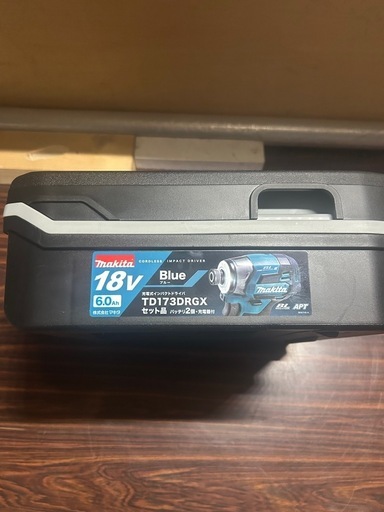 makita
CORDLESS IMPACT DRIVER
18V
6.0Ah
株式会社マキタ
Blue
ブルー
充電式インパクトドライバ
TD173DRGX
セット品 バッテリ2個・充電器付
makita
BL
APT